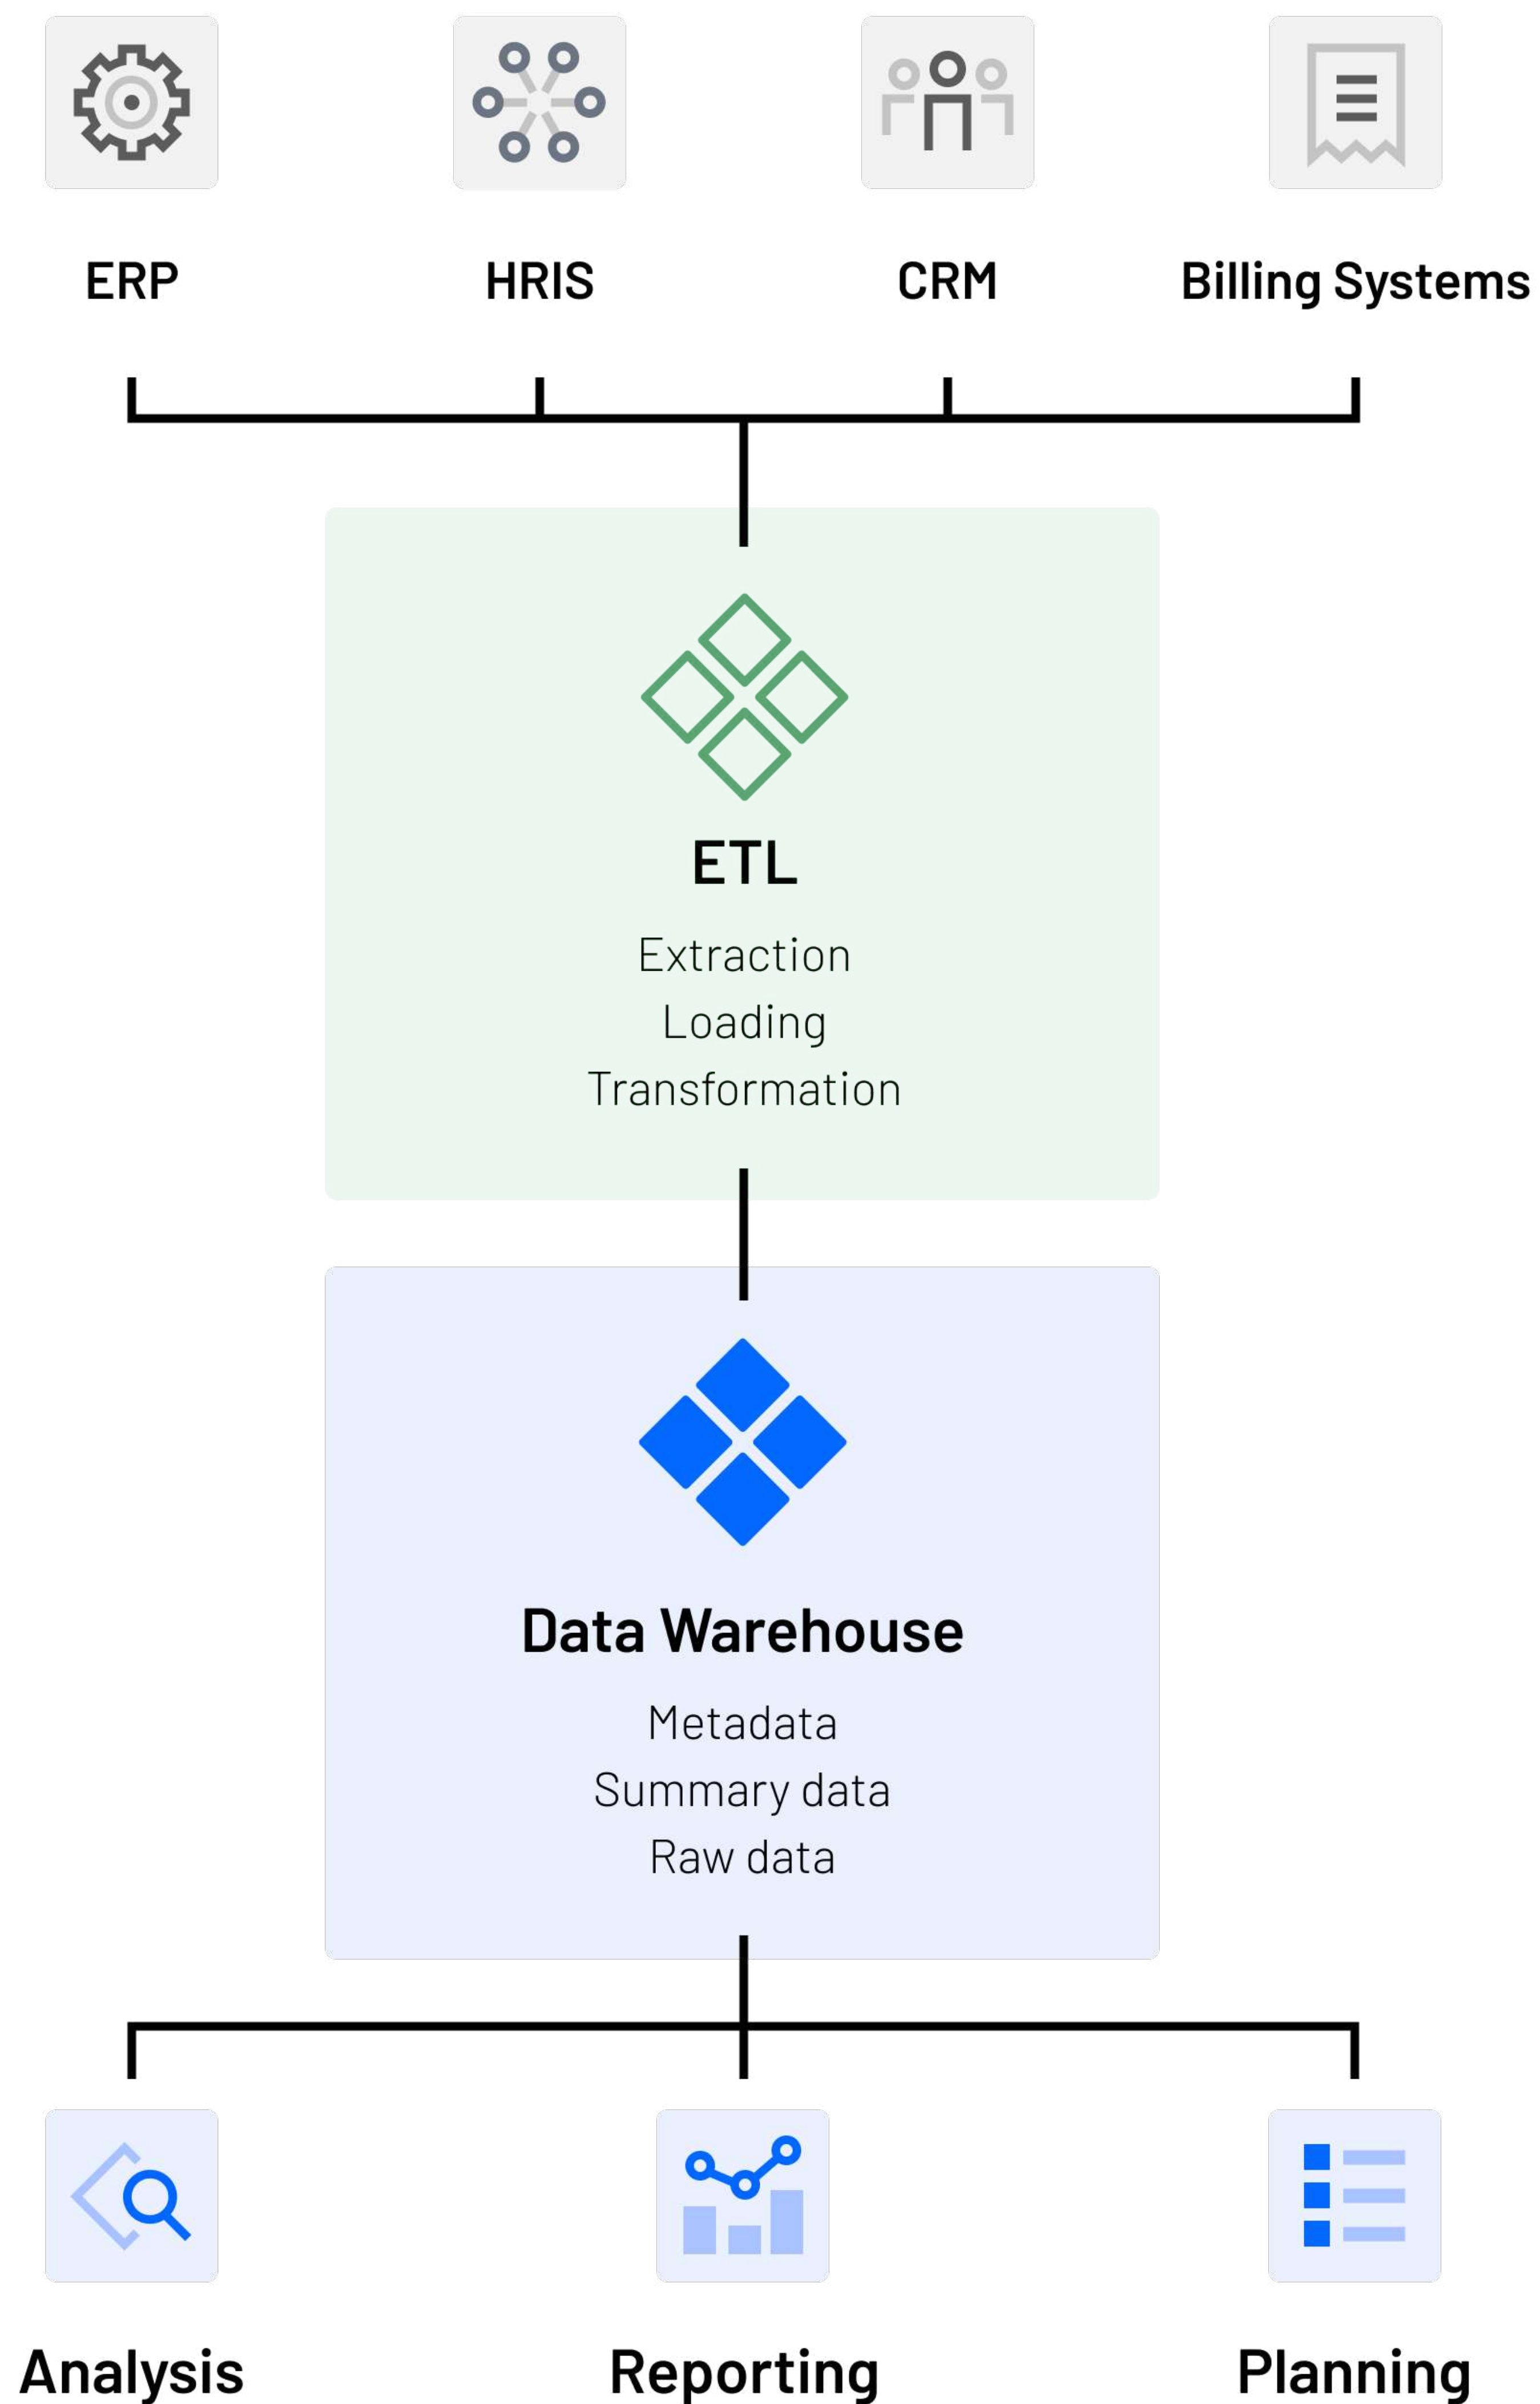 ERP
HRIS
CRM
Billing Systems
ETL
Extraction
Loading
Transformation
Data Warehouse
Metadata
Summary data
Raw data
Analysis
Reporting
Planning